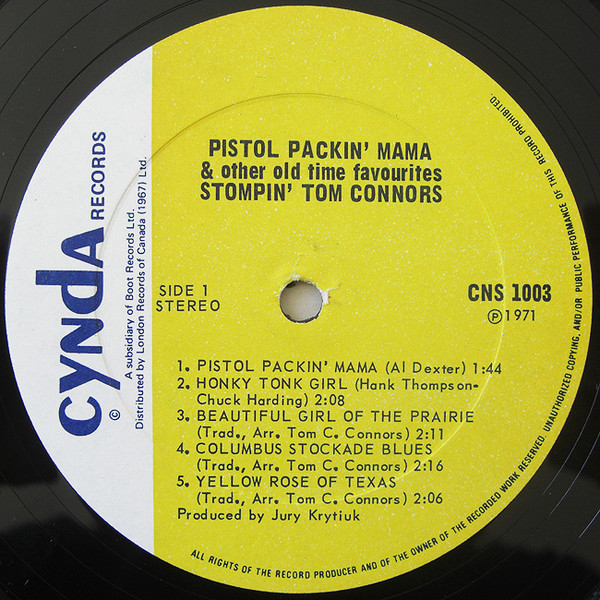 PISTOL PACKIN' MAMA
& other old time favourites
STOMPIN' TOM CONNORS
CYNDA RECORDS
©
A subsidiary of Boot Records Ltd.
Distributed by London Records of Canada (1967) Ltd.
SIDE 1
STEREO
CNS 1003
℗ 1971
1. PISTOL PACKIN' MAMA (Al Dexter) 1:44
2. HONKY TONK GIRL (Hank Thompson-
Chuck Harding) 2:08
3. BEAUTIFUL GIRL OF THE PRAIRIE
(Trad., Arr. Tom C. Connors) 2:11
4. COLUMBUS STOCKADE BLUES
(Trad., Arr. Tom C. Connors) 2:16
5. YELLOW ROSE OF TEXAS
(Trad., Arr. Tom C. Connors) 2:06
Produced by Jury Krytiuk
ALL RIGHTS OF THE RECORD PRODUCER AND OF THE OWNER OF THE RECORDED WORK RESERVED. UNAUTHORIZED COPYING, AND/OR PUBLIC PERFORMANCE OF THIS RECORD PROHIBITED.